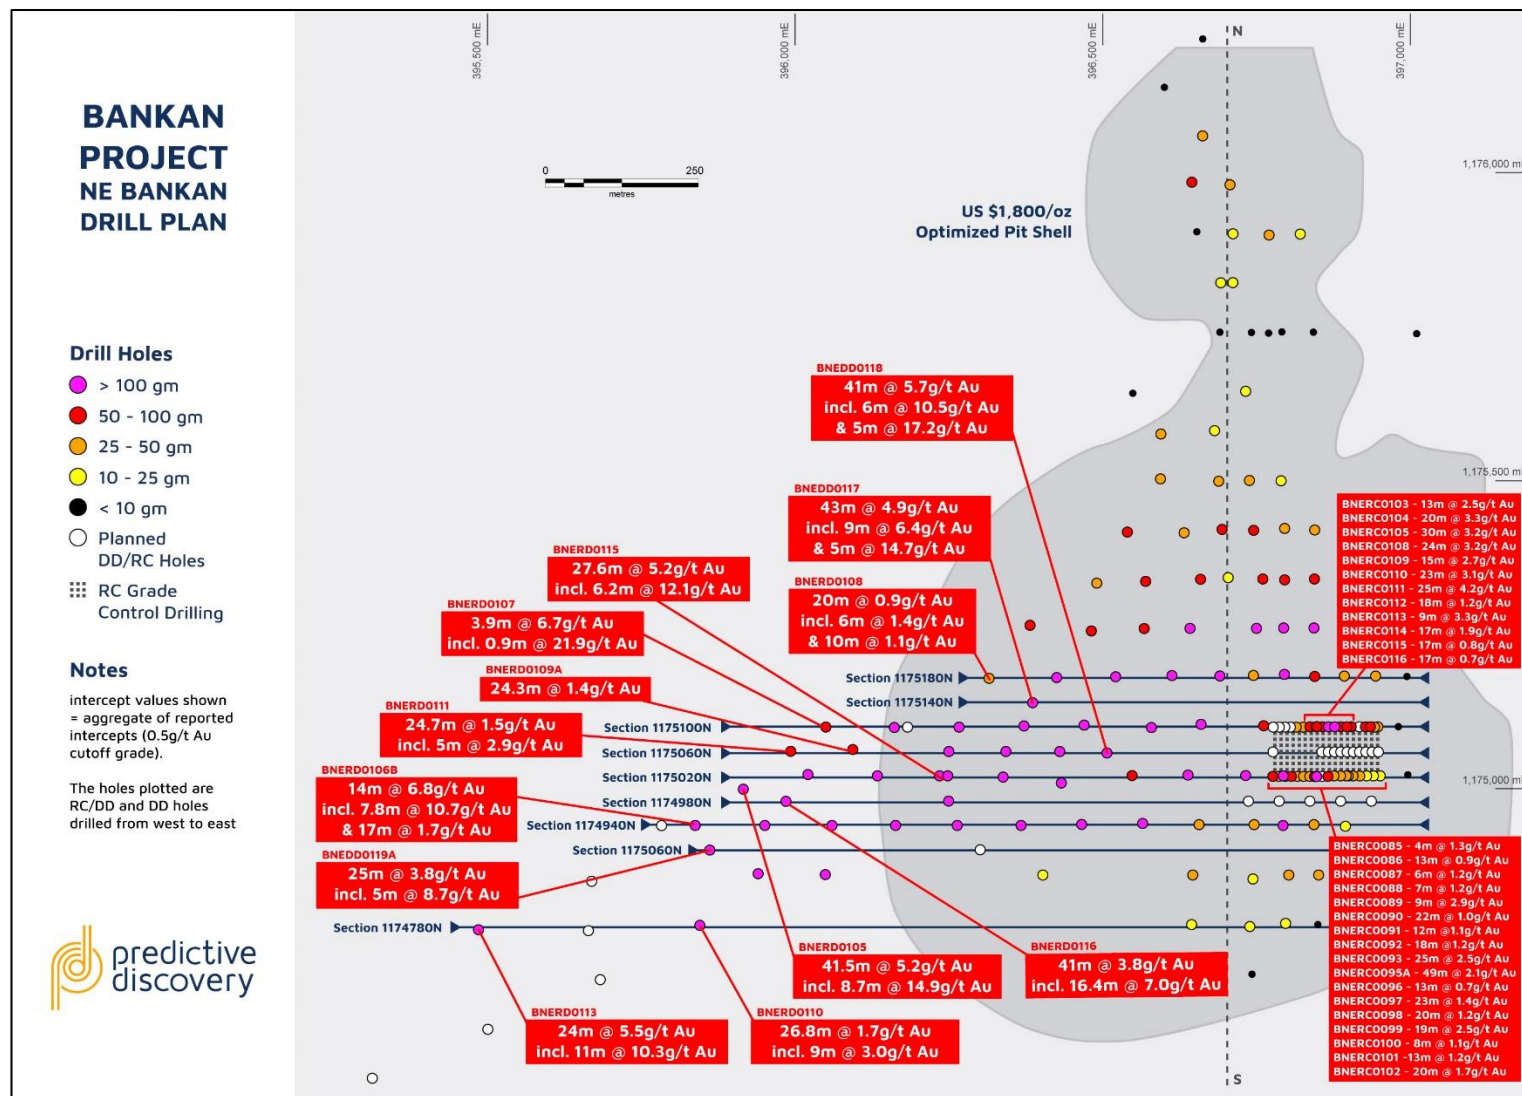 BANKAN
PROJECT
NE BANKAN
DRILL PLAN
Drill Holes
> 100 gm
50 - 100 gm
25 - 50 gm
10 - 25 gm
< 10 gm
Planned
DD/RC Holes
RC Grade
Control Drilling
Notes
intercept values shown
= aggregate of reported
intercepts (0.5g/t Au
cutoff grade).
The holes plotted are
RC/DD and DD holes
drilled from west to east
predictive
discovery
395,500 mE
396,000 mE
396,500 mE
397,000 mE
N
0 250
metres
1,176,000 m
US $1,800/oz
Optimized Pit Shell
BNEDD0118
41m @ 5.7g/t Au
incl. 6m @ 10.5g/t Au
& 5m @ 17.2g/t Au
1,175,500 m
BNEDD0117
43m @ 4.9g/t Au
incl. 9m @ 6.4g/t Au
& 5m @ 14.7g/t Au
BNERC0103 - 13m @ 2.5g/t Au
BNERC0104 - 20m @ 3.3g/t Au
BNERC0105 - 30m @ 3.2g/t Au
BNERC0108 - 24m @ 3.2g/t Au
BNERC0109 - 15m @ 2.7g/t Au
BNERC0110 - 23m @ 3.1g/t Au
BNERC0111 - 25m @ 4.2g/t Au
BNERC0112 - 18m @ 1.2g/t Au
BNERC0113 - 9m @ 3.3g/t Au
BNERC0114 - 17m @ 1.9g/t Au
BNERC0115 - 17m @ 0.8g/t Au
BNERC0116 - 17m @ 0.7g/t Au
BNERD0115
27.6m @ 5.2g/t Au
incl. 6.2m @ 12.1g/t Au
BNERD0108
20m @ 0.9g/t Au
incl. 6m @ 1.4g/t Au
& 10m @ 1.1g/t Au
BNERD0107
3.9m @ 6.7g/t Au
incl. 0.9m @ 21.9g/t Au
BNERD0109A
24.3m @ 1.4g/t Au
BNERD0111
24.7m @ 1.5g/t Au
incl. 5m @ 2.9g/t Au
Section 1175180N
Section 1175140N
Section 1175100N
Section 1175060N
Section 1175020N
1,175,000 m
Section 1174980N
Section 1174940N
Section 1175060N
Section 1174780N
BNERD0106B
14m @ 6.8g/t Au
incl. 7.8m @ 10.7g/t Au
& 17m @ 1.7g/t Au
BNEDD0119A
25m @ 3.8g/t Au
incl. 5m @ 8.7g/t Au
BNERC0085 - 4m @ 1.3g/t Au
BNERC0086 - 13m @ 0.9g/t Au
BNERC0087 - 6m @ 1.2g/t Au
BNERC0088 - 7m @ 1.2g/t Au
BNERC0089 - 9m @ 2.9g/t Au
BNERC0090 - 22m @ 1.0g/t Au
BNERC0091 - 12m @1.1g/t Au
BNERC0092 - 18m @1.2g/t Au
BNERC0093 - 25m @ 2.5g/t Au
BNERC0095A - 49m @ 2.1g/t Au
BNERC0096 - 13m @ 0.7g/t Au
BNERC0097 - 23m @ 1.4g/t Au
BNERC0098 - 20m @ 1.2g/t Au
BNERC0099 - 19m @ 2.5g/t Au
BNERC0100 - 8m @ 1.1g/t Au
BNERC0101 -13m @ 1.2g/t Au
BNERC0102 - 20m @ 1.7g/t Au
BNERD0105
41.5m @ 5.2g/t Au
incl. 8.7m @ 14.9g/t Au
BNERD0116
41m @ 3.8g/t Au
incl. 16.4m @ 7.0g/t Au
BNERD0113
24m @ 5.5g/t Au
incl. 11m @ 10.3g/t Au
BNERD0110
26.8m @ 1.7g/t Au
incl. 9m @ 3.0g/t Au
S